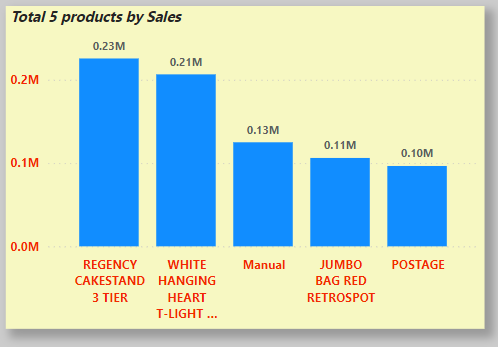 Total 5 products by Sales
0.23M
0.21M
0.13M
0.11M
0.10M
0.2M
0.1M
0.0M
REGENCY
CAKESTAND
3 TIER
WHITE
HANGING
HEART
T-LIGHT ...
Manual
JUMBO
BAG RED
RETROSPOT
POSTAGE